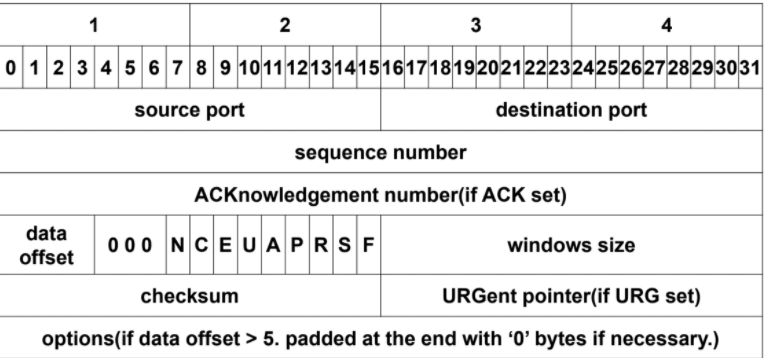 1 2 3 4
0 1 2 3 4 5 6 7 8 9 10 11 12 13 14 15 16 17 18 19 20 21 22 23 24 25 26 27 28 29 30 31
source port destination port
sequence number
ACKnowledgement number(if ACK set)
data
offset
0 0 0 N C E U A P R S F windows size
checksum URGent pointer(if URG set)
options(if data offset > 5. padded at the end with ‘0’ bytes if necessary.)